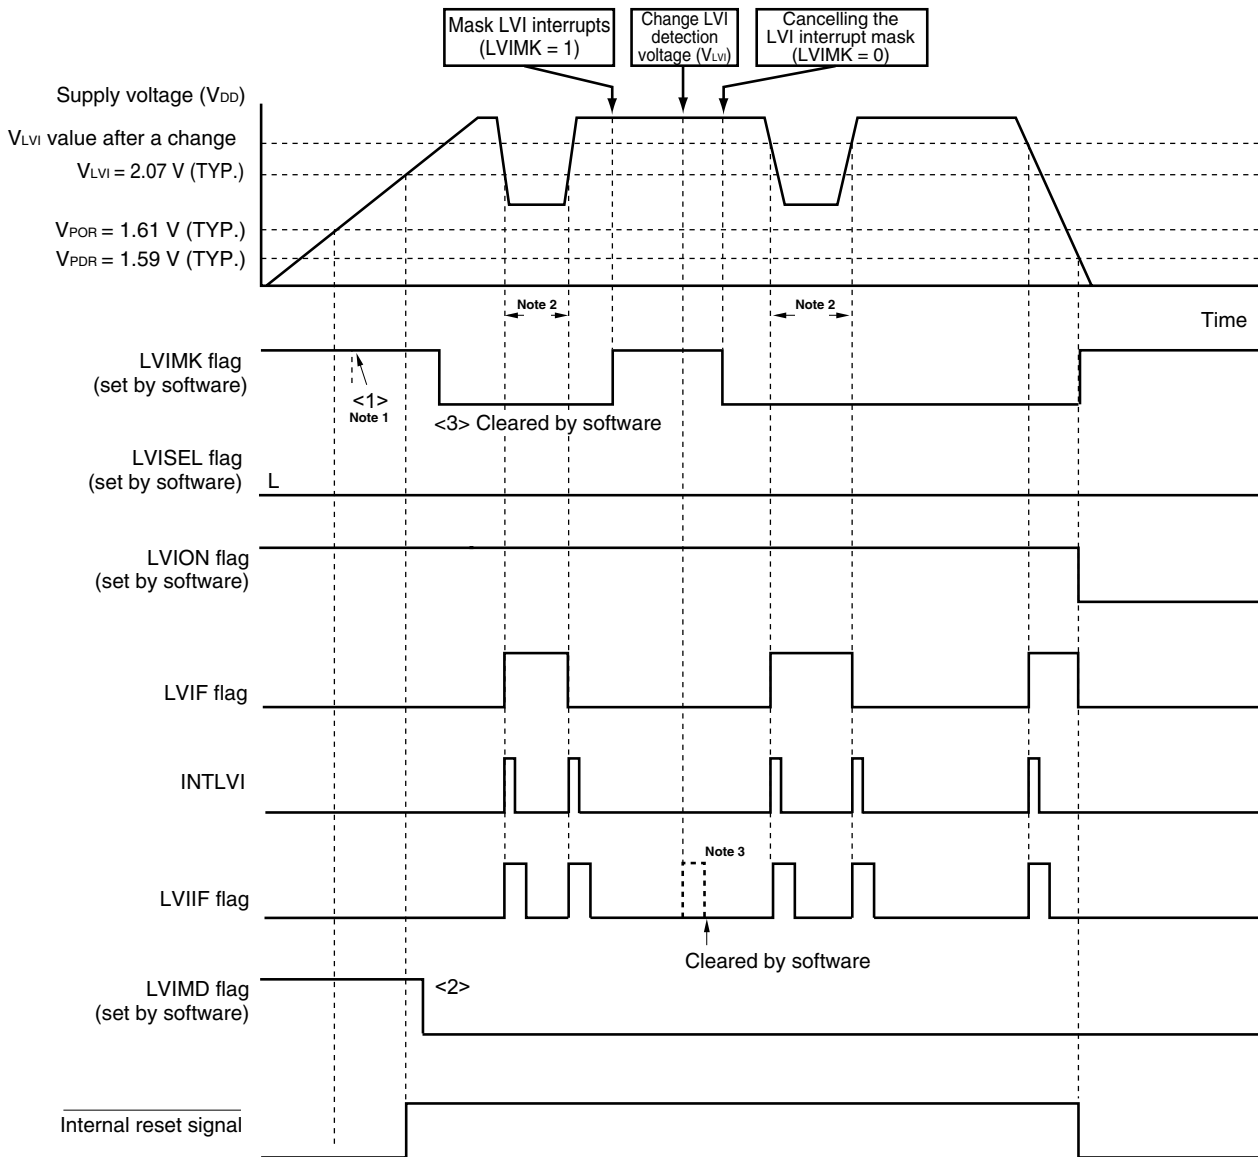 Mask LVI interrupts
(LVIMK = 1)
Change LVI
detection
voltage (VLVI)
Cancelling the
LVI interrupt mask
(LVIMK = 0)
Supply voltage (VDD)
VLVI value after a change
VLVI = 2.07 V (TYP.)
VPOR = 1.61 V (TYP.)
VPDR = 1.59 V (TYP.)
Note 2
Note 2
Time
LVIMK flag
(set by software)
<1>
Note 1
<3> Cleared by software
LVISEL flag
(set by software)
L
LVION flag
(set by software)
LVIF flag
INTLVI
Note 3
LVIIF flag
Cleared by software
LVIMD flag
(set by software)
<2>
Internal reset signal